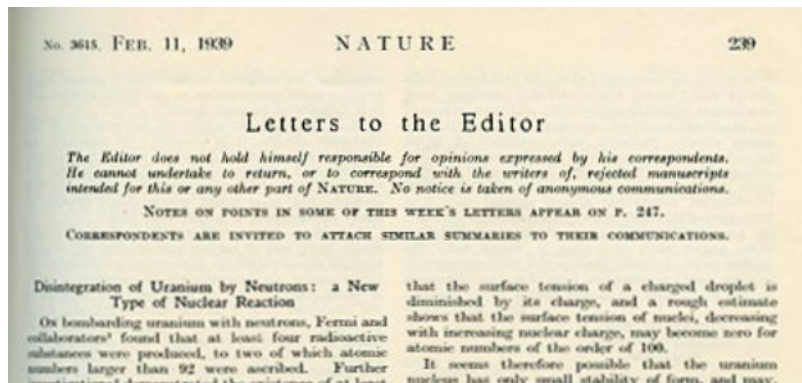 No. 3615, FEB. 11, 1939 NATURE 239
Letters to the Editor
The Editor does not hold himself responsible for opinions expressed by his correspondents.
He cannot undertake to return, or to correspond with the writers of, rejected manuscripts
intended for this or any other part of NATURE. No notice is taken of anonymous communications.
NOTES ON POINTS IN SOME OF THIS WEEK'S LETTERS APPEAR ON P. 247.
CORRESPONDENTS ARE INVITED TO ATTACH SIMILAR SUMMARIES TO THEIR COMMUNICATIONS.
Disintegration of Uranium by Neutrons: a New
Type of Nuclear Reaction
ON bombarding uranium with neutrons, Fermi and
collaborators¹ found that at least four radioactive
substances were produced, to two of which atomic
numbers larger than 92 were ascribed. Further
that the surface tension of a charged droplet is
diminished by its charge, and a rough estimate
shows that the surface tension of nuclei, decreasing
with increasing nuclear charge, may become zero for
atomic numbers of the order of 100.
It seems therefore possible that the uranium
nucleus has only small stability of form, and may,